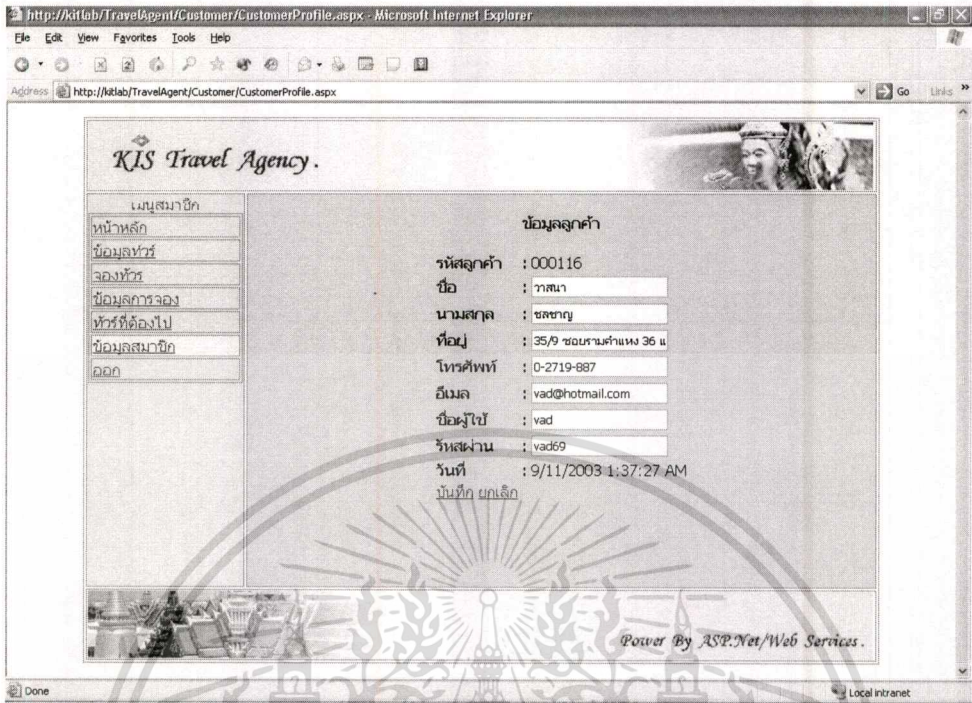 http://kitlab/TravelAgent/Customer/CustomerProfile.aspx - Microsoft Internet Explorer
File Edit View Favorites Tools Help
Address http://kitlab/TravelAgent/Customer/CustomerProfile.aspx Go Links »
KIS Travel Agency.
เมนูสมาชิก
หน้าหลัก
ข้อมูลทัวร์
จองทัวร์
ข้อมูลการจอง
ทัวร์ที่ต้องไป
ข้อมูลสมาชิก
ออก
ข้อมูลลูกค้า
รหัสลูกค้า : 000116
ชื่อ : วาสนา
นามสกุล : ชลชาญ
ที่อยู่ : 35/9 ซอยรามคำแหง 36 แ
โทรศัพท์ : 0-2719-887
อีเมล : vad@hotmail.com
ชื่อผู้ใช้ : vad
รหัสผ่าน : vad69
วันที่ : 9/11/2003 1:37:27 AM
บันทึก ยกเลิก
Power By ASP.Net/Web Services.
Done Local intranet